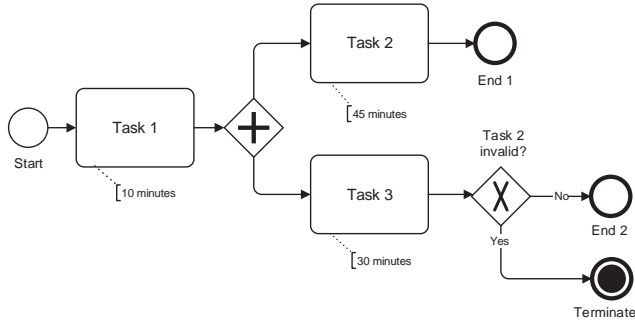 Task 2
End 1
45 minutes
Task 1
Start
10 minutes
Task 2
invalid?
Task 3
No
End 2
30 minutes
Yes
Terminate